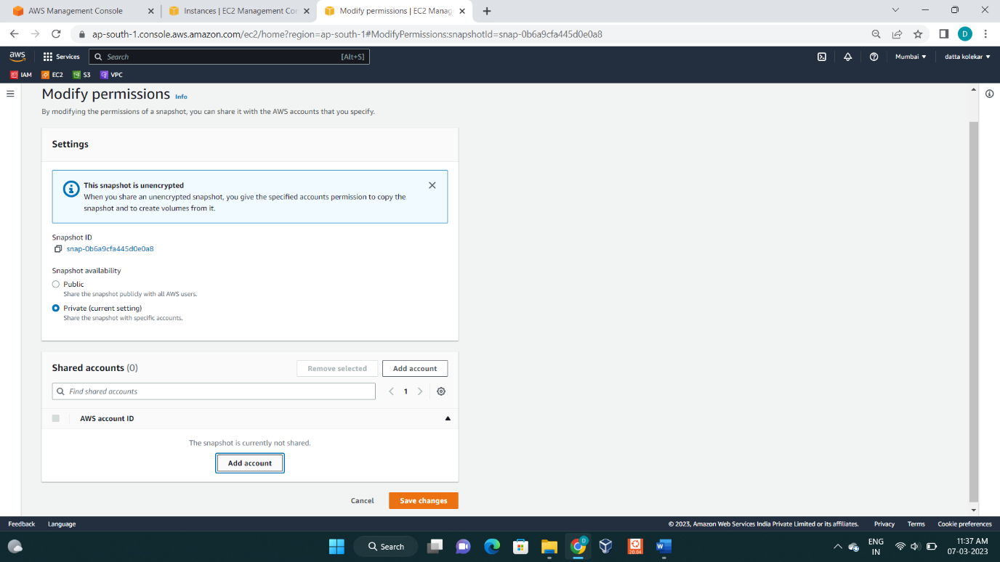 AWS Management Console
Instances | EC2 Management Con
Modify permissions | EC2 Manag
ap-south-1.console.aws.amazon.com/ec2/home?region=ap-south-1#ModifyPermissions:snapshotId=snap-0b6a9cfa445d0e0a8
D
aws
Services
Search
[Alt+S]
Mumbai
datta kolekar
IAM
EC2
S3
VPC
Modify permissions Info
By modifying the permissions of a snapshot, you can share it with the AWS accounts that you specify.
Settings
This snapshot is unencrypted
When you share an unencrypted snapshot, you give the specified accounts permission to copy the
snapshot and to create volumes from it.
Snapshot ID
snap-0b6a9cfa445d0e0a8
Snapshot availability
Public
Share the snapshot publicly with all AWS users.
Private (current setting)
Share the snapshot with specific accounts.
Shared accounts (0)
Remove selected
Add account
Find shared accounts
1
AWS account ID
The snapshot is currently not shared.
Add account
Cancel
Save changes
Feedback
Language
© 2023, Amazon Web Services India Private Limited or its affiliates.
Privacy
Terms
Cookie preferences
Search
D
20.04
W
ENG
IN
11:37 AM
07-03-2023